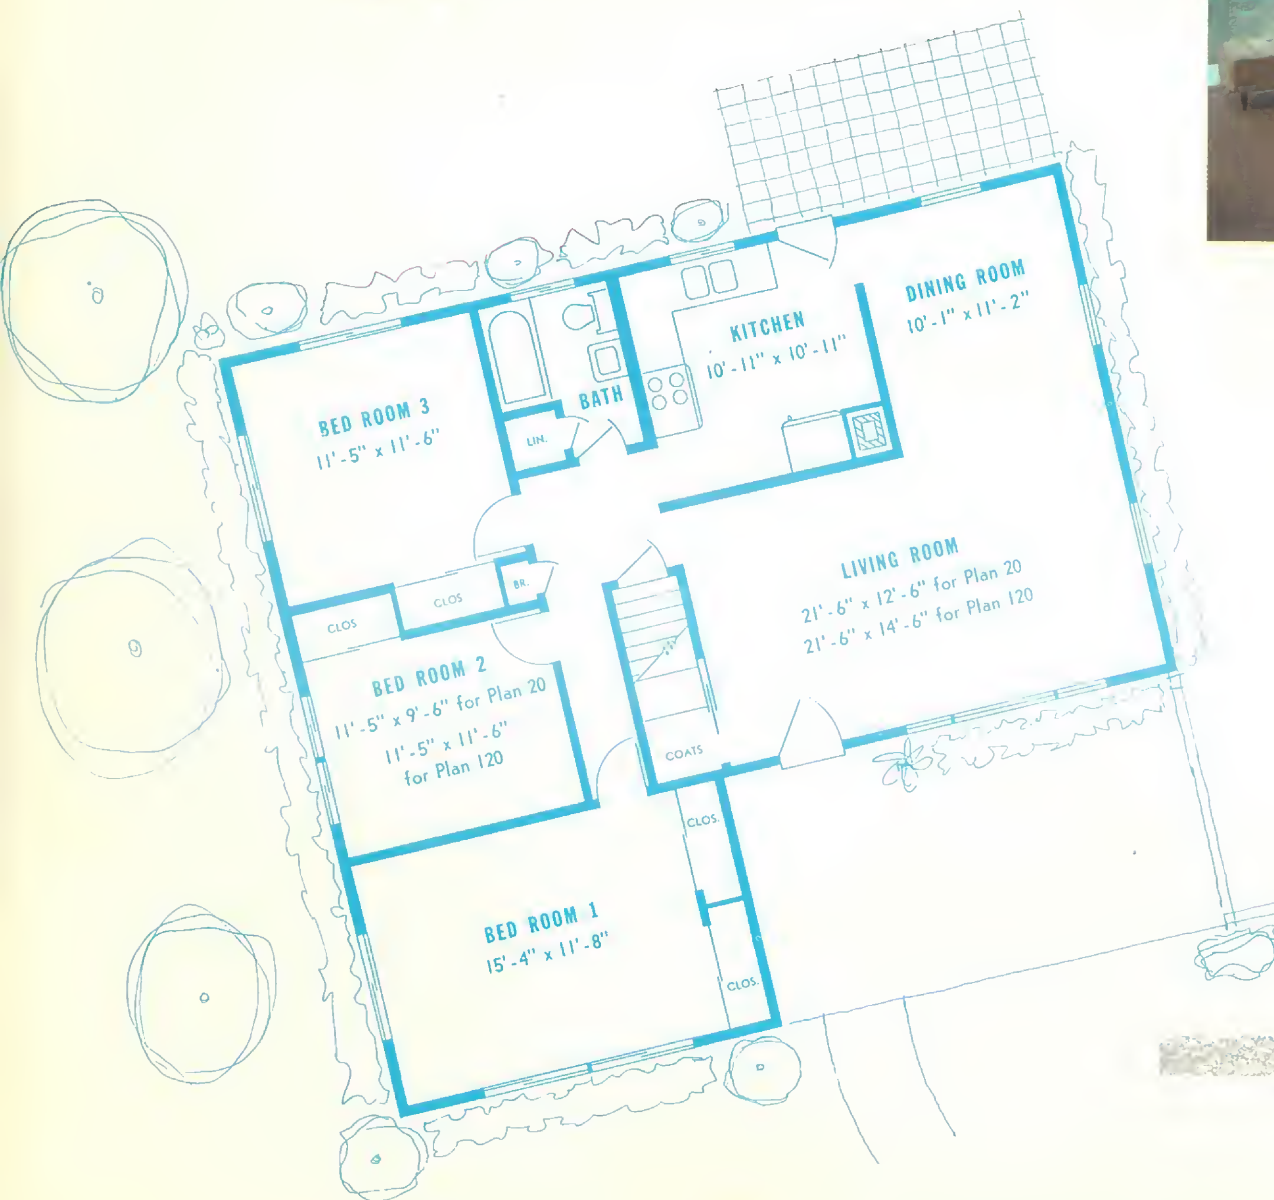 DINING ROOM
10'-1" x 11'-2"
KITCHEN
10'-11" x 10'-11"
BATH
LIN.
BED ROOM 3
11'-5" x 11'-6"
BR.
CLOS
CLOS
LIVING ROOM
21'-6" x 12'-6" for Plan 20
21'-6" x 14'-6" for Plan 120
BED ROOM 2
11'-5" x 9'-6" for Plan 20
11'-5" x 11'-6"
for Plan 120
COATS
CLOS.
BED ROOM 1
15'-4" x 11'-8"
CLOS.